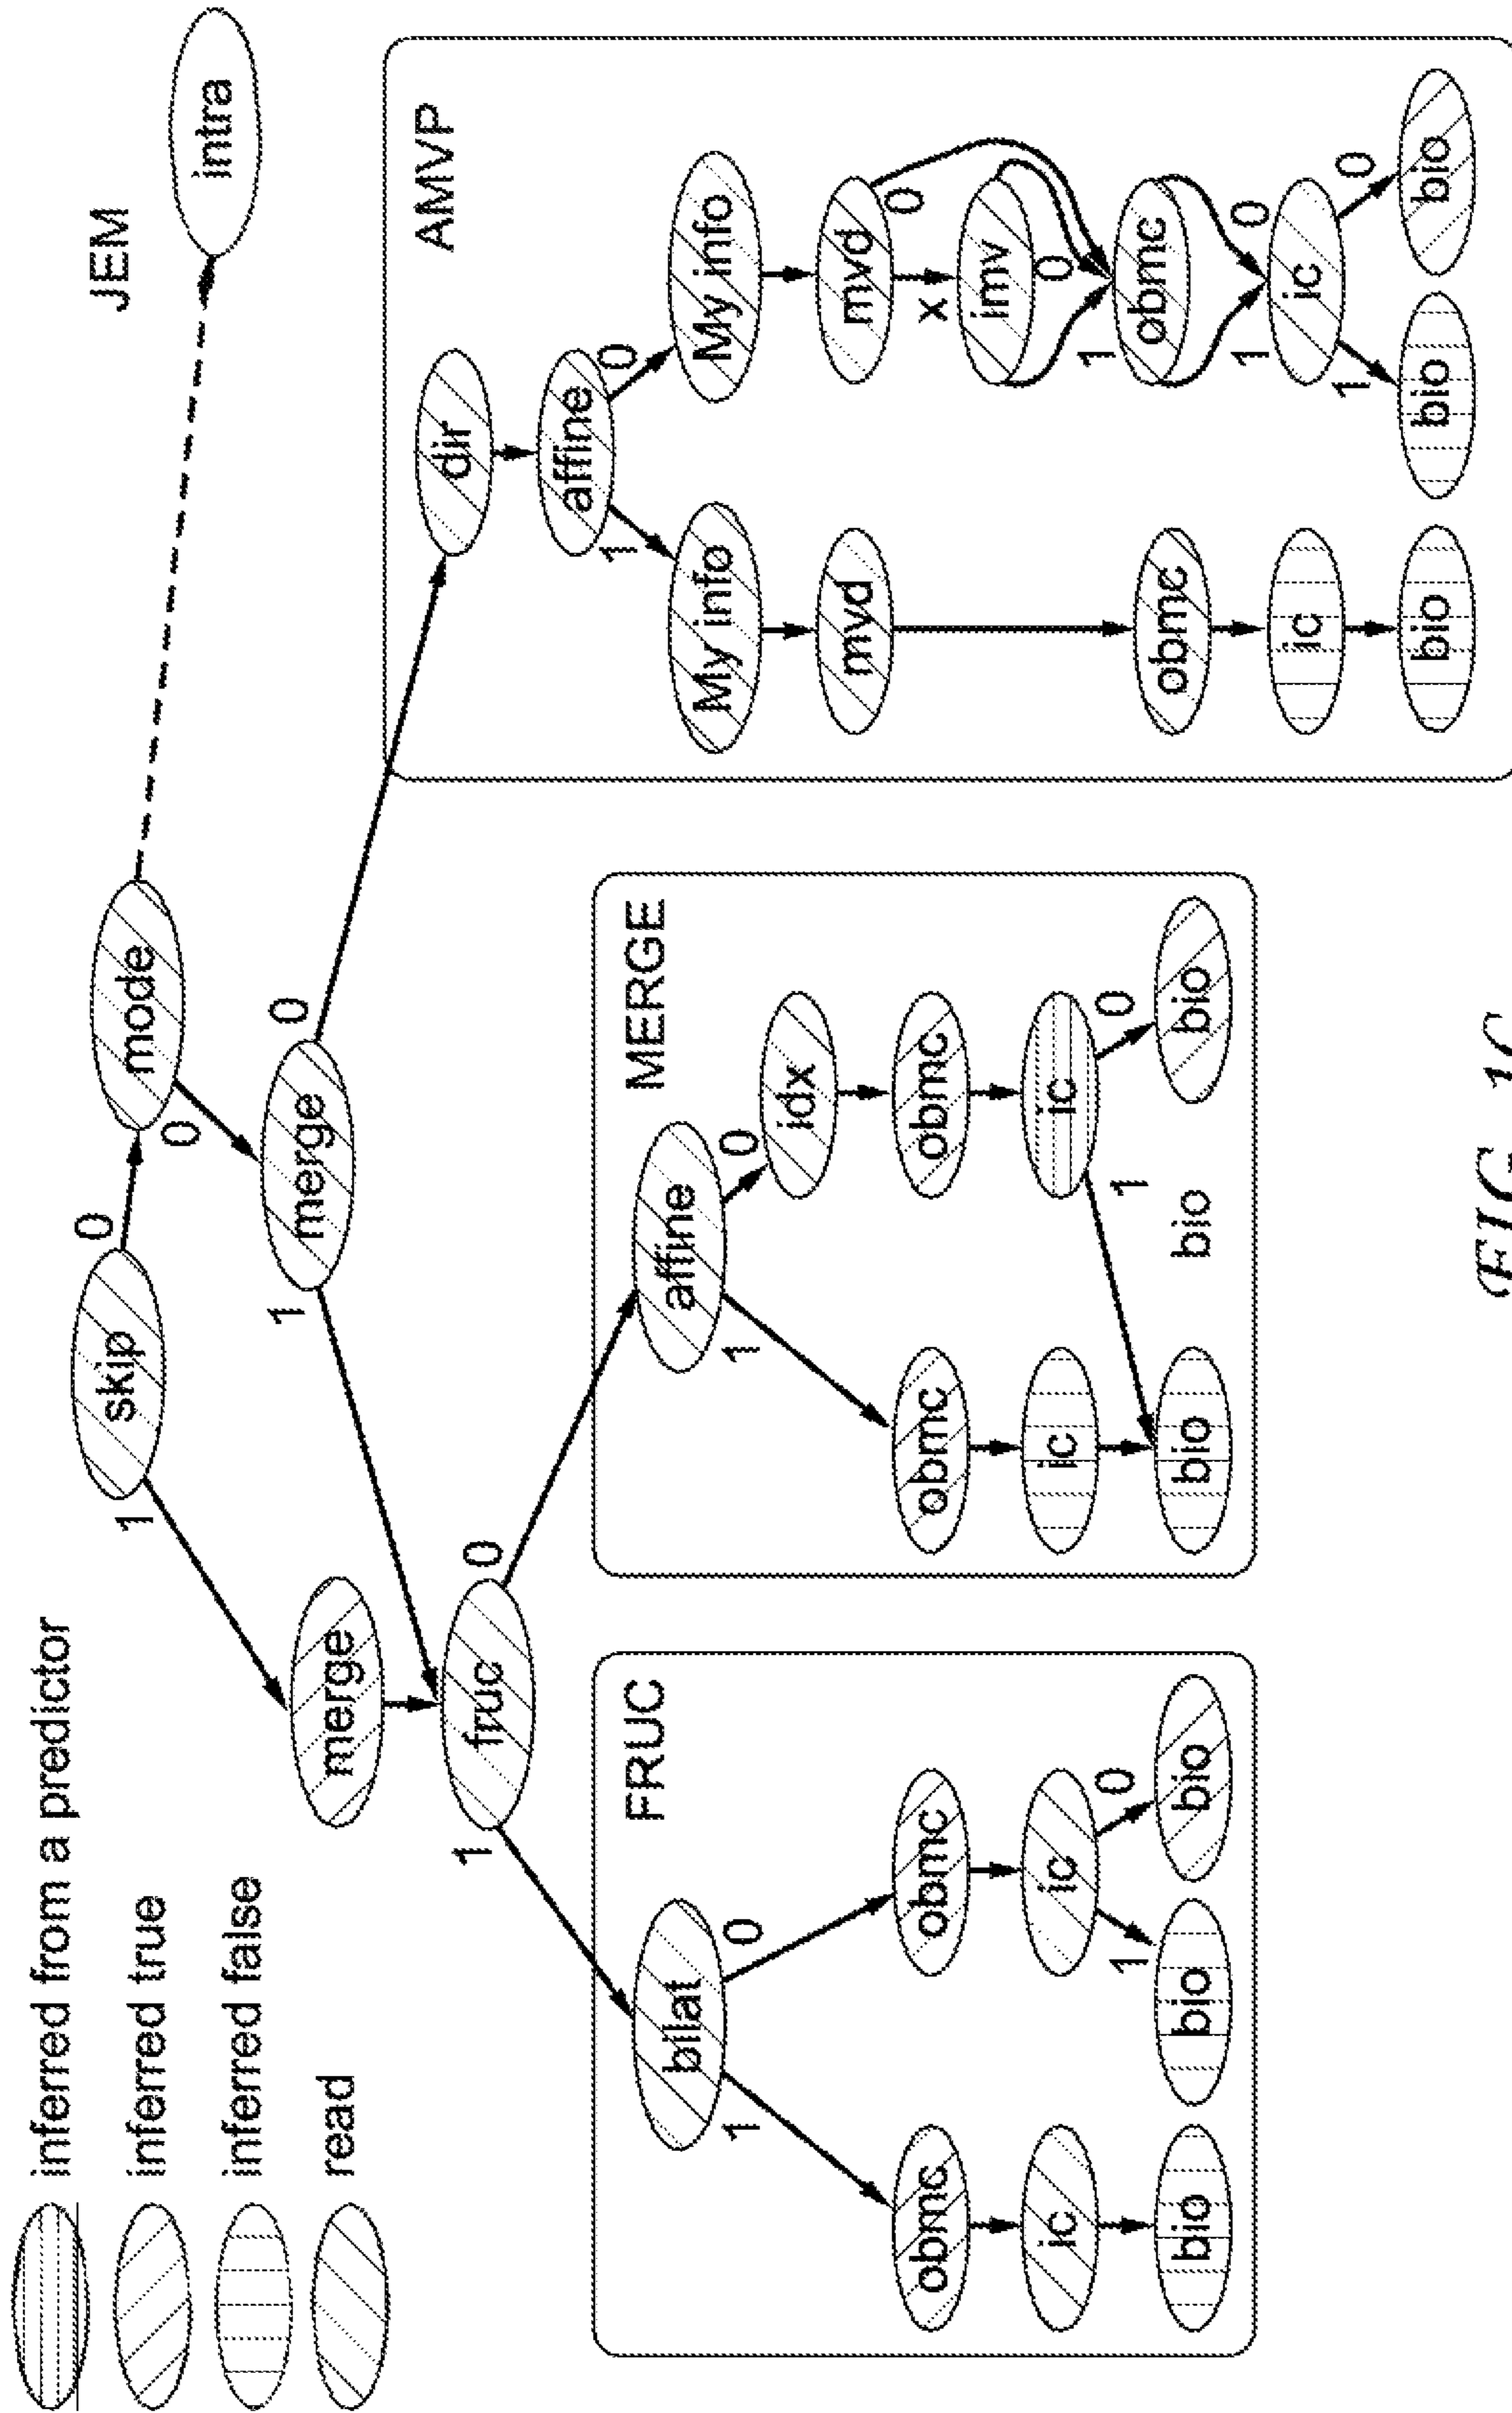 inferred from a predictor
inferred true
inferred false
read
JEM
skip
0
1
mode
0
intra
merge
1
0
merge
fruc
1
0
FRUC
bilat
1
0
obmc
obmc
ic
ic
1
0
bio
bio
bio
MERGE
affine
1
0
idx
obmc
obmc
ic
ic
1
0
bio
bio
bio
AMVP
dir
affine
1
0
My info
My info
mvd
mvd
x
0
imv
1
0
obmc
obmc
1
0
ic
ic
1
0
bio
bio
bio
FIG. 1C